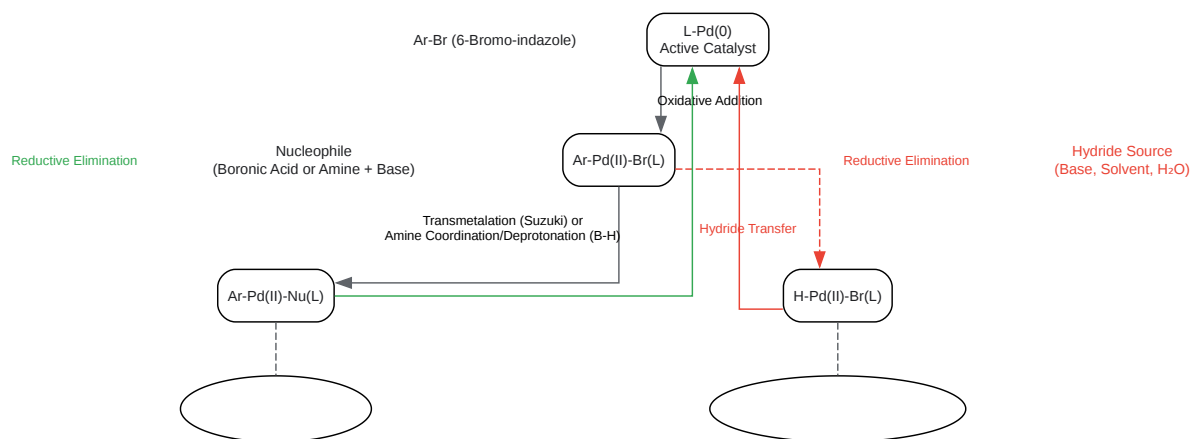 L-Pd(0)
Active Catalyst
Ar-Br (6-Bromo-indazole)
Oxidative Addition
Reductive Elimination
Nucleophile
(Boronic Acid or Amine + Base)
Ar-Pd(II)-Br(L)
Reductive Elimination
Hydride Source
(Base, Solvent, H₂O)
Transmetalation (Suzuki) or
Amine Coordination/Deprotonation (B-H)
Hydride Transfer
Ar-Pd(II)-Nu(L)
H-Pd(II)-Br(L)